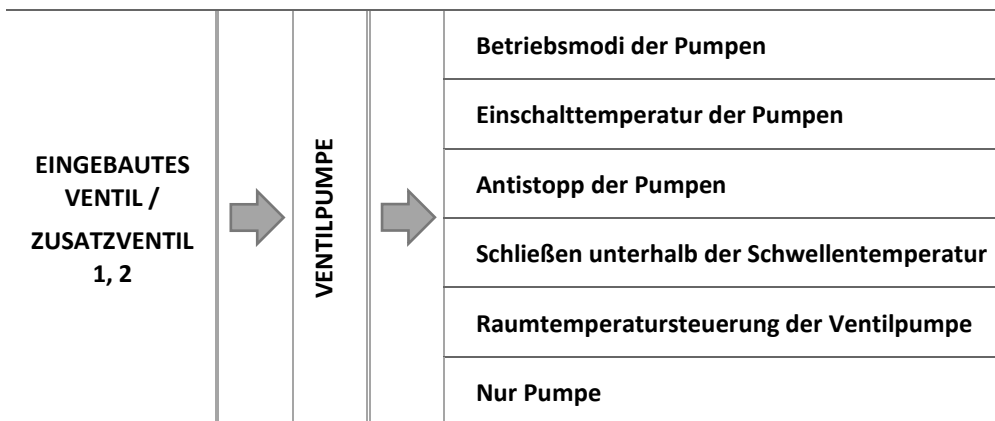 EINGEBAUTES
VENTIL /
ZUSATZVENTIL
1, 2
VENTILPUMPE
Betriebsmodi der Pumpen
Einschalttemperatur der Pumpen
Antistopp der Pumpen
Schließen unterhalb der Schwellentemperatur
Raumtemperatursteuerung der Ventilpumpe
Nur Pumpe